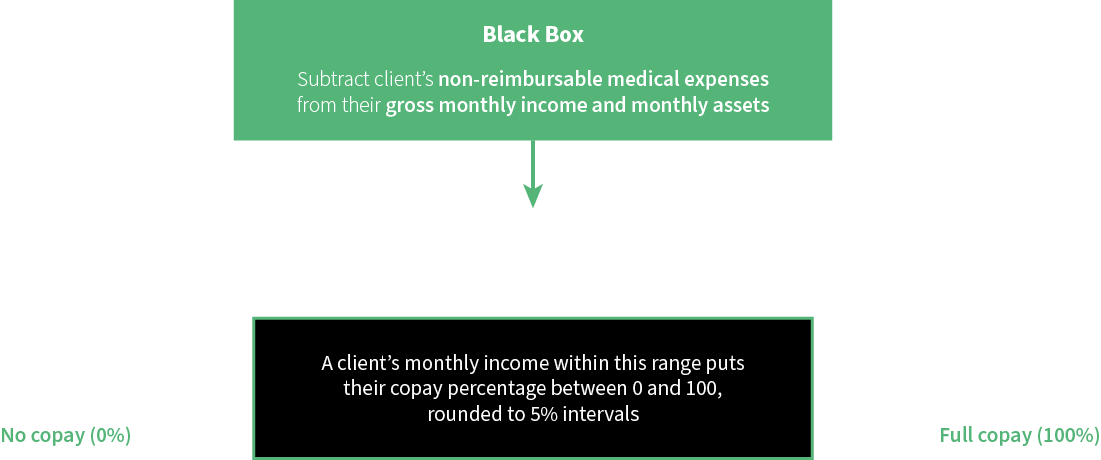 Black Box
Subtract client’s non-reimbursable medical expenses
from their gross monthly income and monthly assets
A client’s monthly income within this range puts
their copay percentage between 0 and 100,
rounded to 5% intervals
No copay (0%)
Full copay (100%)